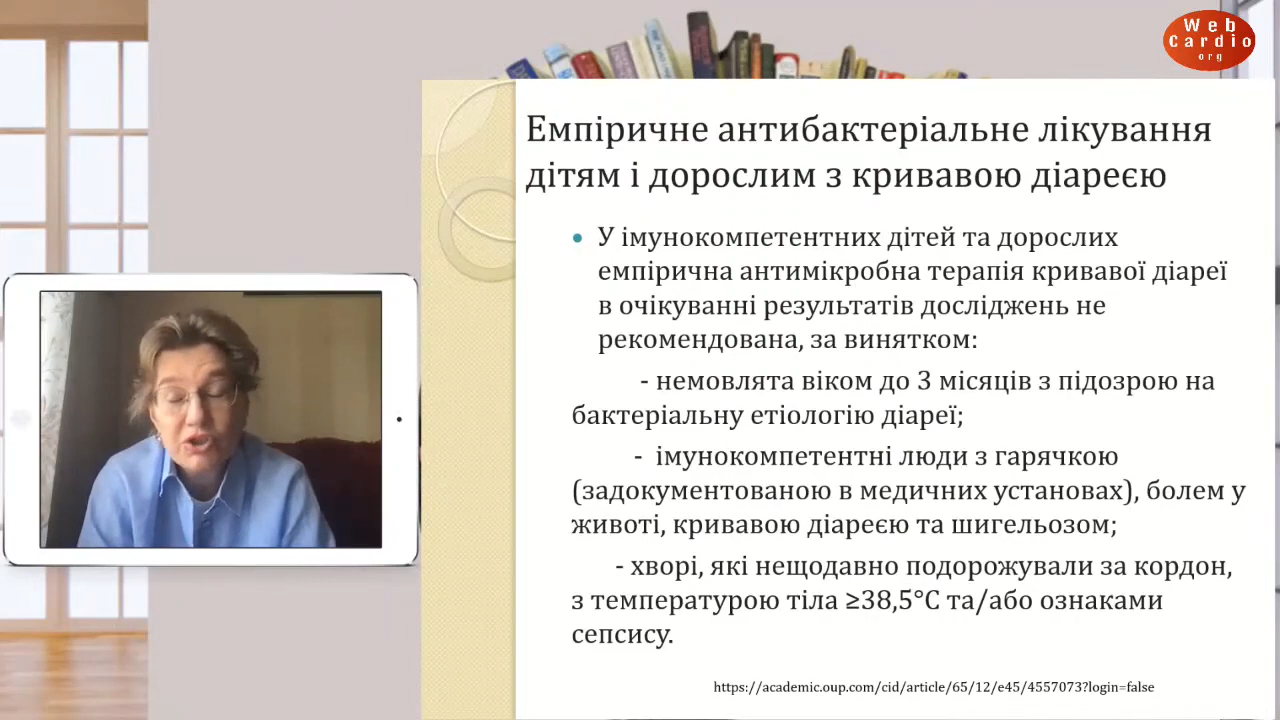 Web
Cardio
org
Емпіричне антибактеріальне лікування
дітям і дорослим з кривавою діареєю
• У імунокомпетентних дітей та дорослих
емпірична антимікробна терапія кривавої діареї
в очікуванні результатів досліджень не
рекомендована, за винятком:
- немовлята віком до 3 місяців з підозрою на
бактеріальну етіологію діареї;
- імунокомпетентні люди з гарячкою
(задокументованою в медичних установах), болем у
животі, кривавою діареєю та шигельозом;
- хворі, які нещодавно подорожували за кордон,
з температурою тіла ≥38,5°С та/або ознаками
сепсису.
https://academic.oup.com/cid/article/65/12/e45/4557073?login=false